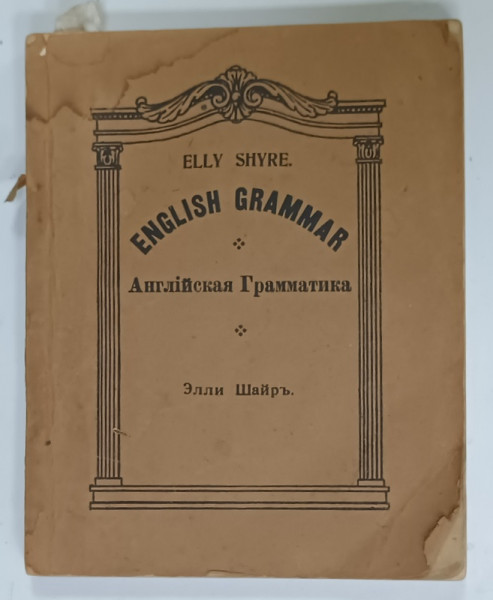 ELLY SHYRE.
ENGLISH GRAMMAR
Англійская Грамматика
Элли Шайръ.